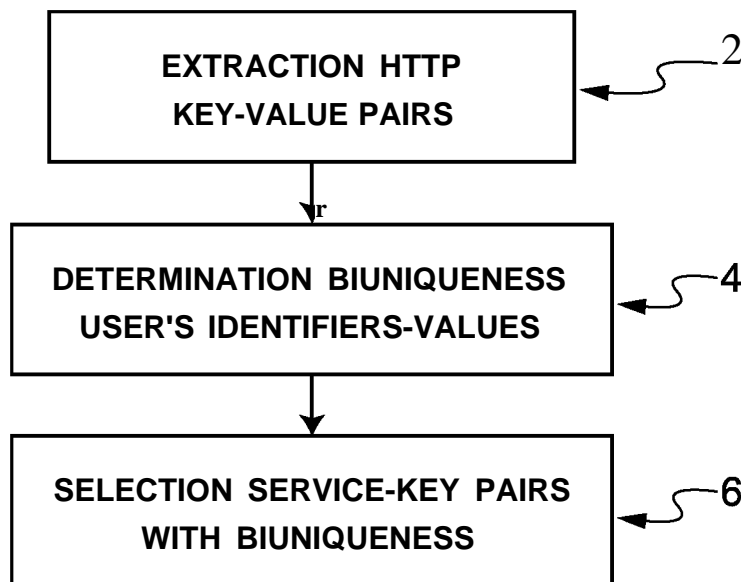 EXTRACTION HTTP
KEY-VALUE PAIRS
2
r
DETERMINATION BIUNIQUENESS
USER'S IDENTIFIERS-VALUES
4
SELECTION SERVICE-KEY PAIRS
WITH BIUNIQUENESS
6